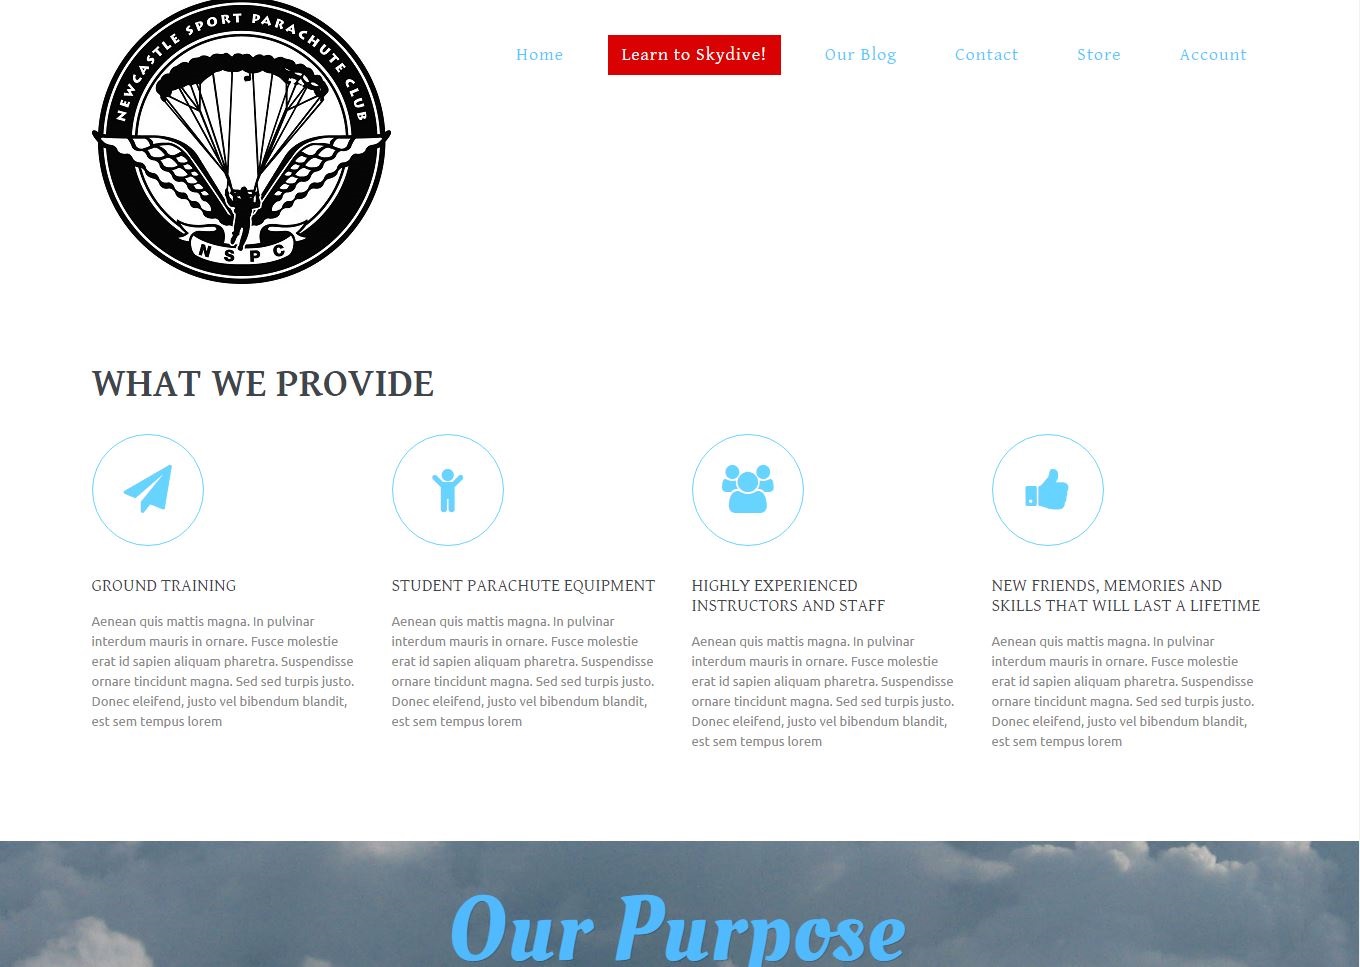 NEWCASTLE SPORT PARACHUTE CLUB
NSPC
Home
Learn to Skydive!
Our Blog
Contact
Store
Account
WHAT WE PROVIDE
GROUND TRAINING
Aenean quis mattis magna. In pulvinar
interdum mauris in ornare. Fusce molestie
erat id sapien aliquam pharetra. Suspendisse
ornare tincidunt magna. Sed sed turpis justo.
Donec eleifend, justo vel bibendum blandit,
est sem tempus lorem
STUDENT PARACHUTE EQUIPMENT
Aenean quis mattis magna. In pulvinar
interdum mauris in ornare. Fusce molestie
erat id sapien aliquam pharetra. Suspendisse
ornare tincidunt magna. Sed sed turpis justo.
Donec eleifend, justo vel bibendum blandit,
est sem tempus lorem
HIGHLY EXPERIENCED
INSTRUCTORS AND STAFF
Aenean quis mattis magna. In pulvinar
interdum mauris in ornare. Fusce molestie
erat id sapien aliquam pharetra. Suspendisse
ornare tincidunt magna. Sed sed turpis justo.
Donec eleifend, justo vel bibendum blandit,
est sem tempus lorem
NEW FRIENDS, MEMORIES AND
SKILLS THAT WILL LAST A LIFETIME
Aenean quis mattis magna. In pulvinar
interdum mauris in ornare. Fusce molestie
erat id sapien aliquam pharetra. Suspendisse
ornare tincidunt magna. Sed sed turpis justo.
Donec eleifend, justo vel bibendum blandit,
est sem tempus lorem
Our Purpose